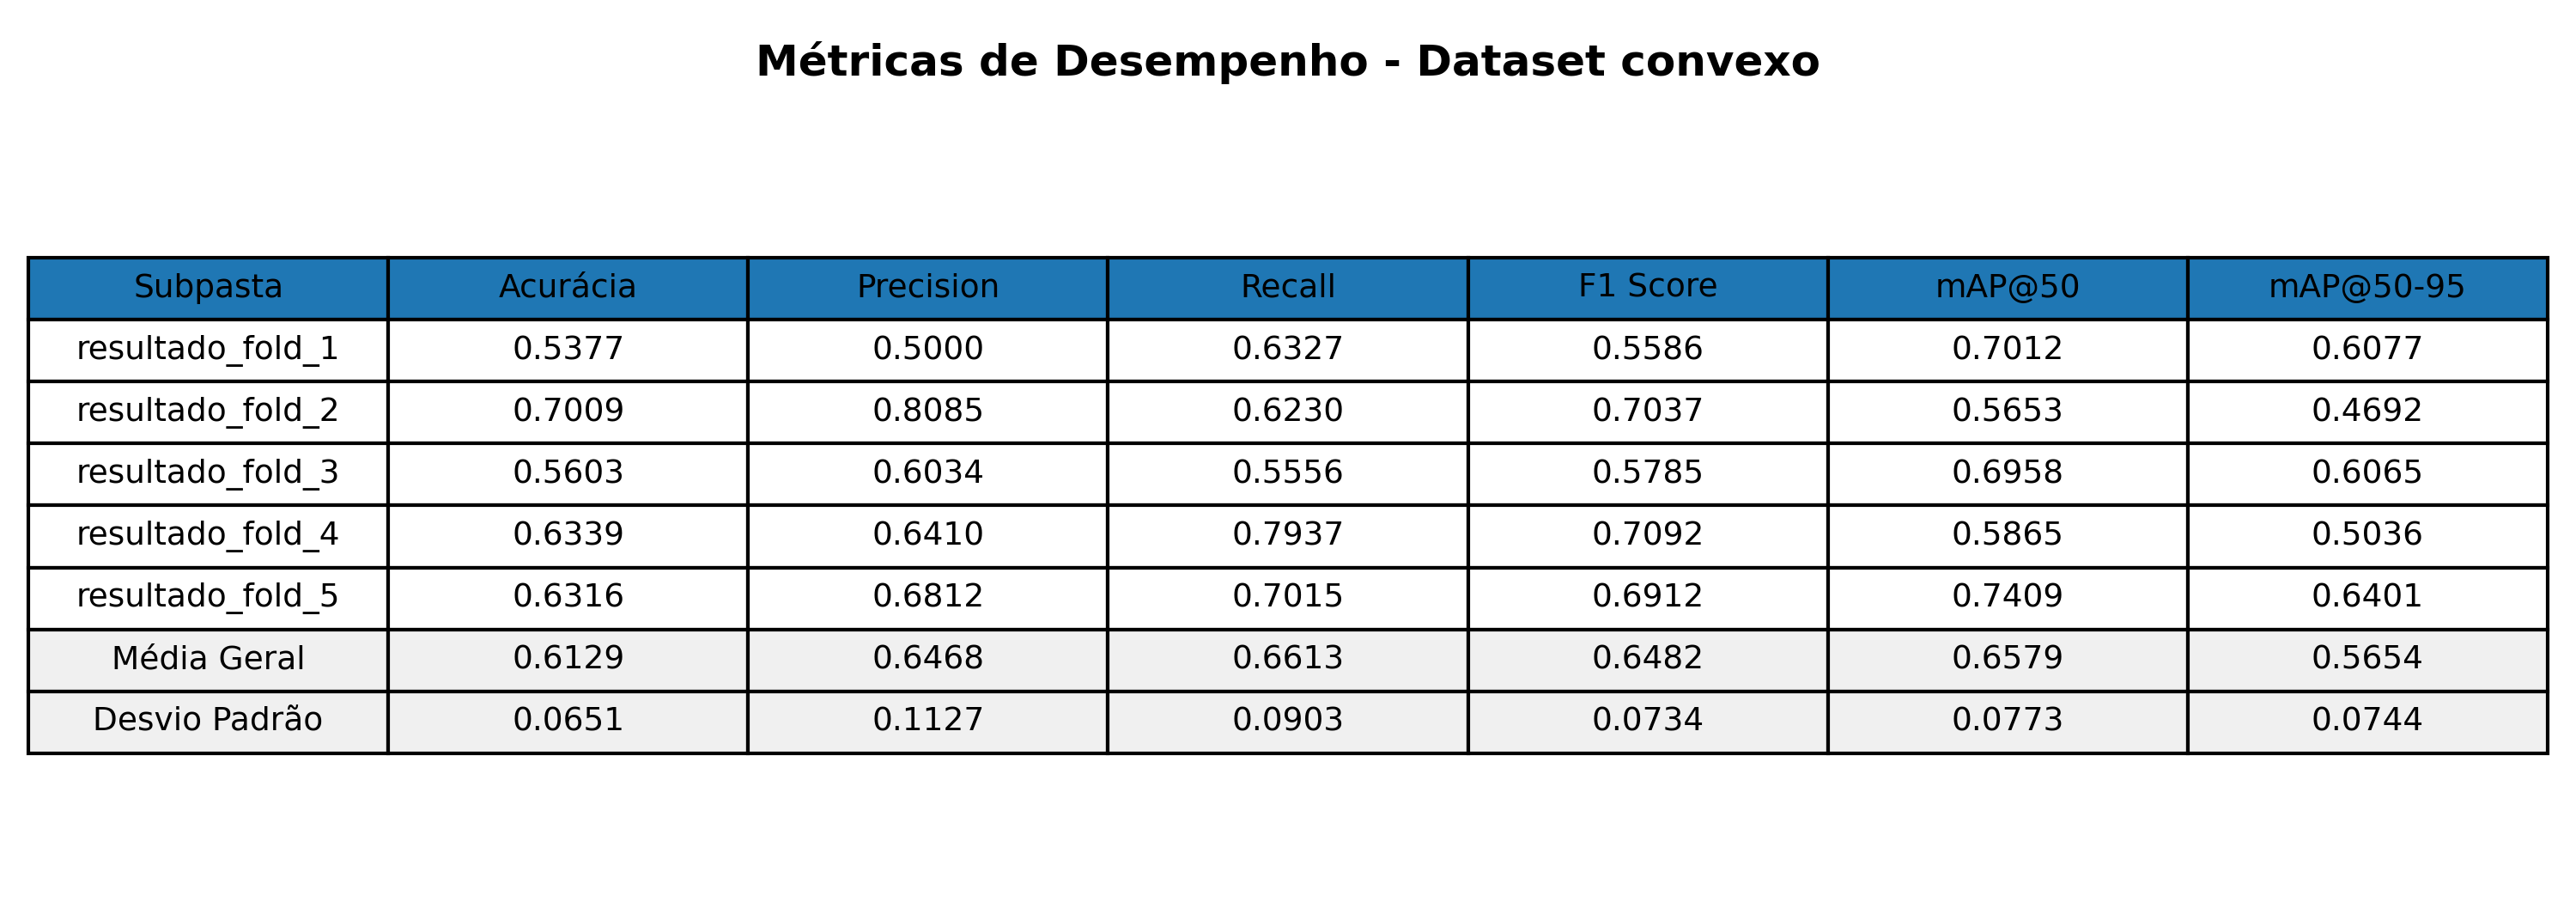 Métricas de Desempenho - Dataset convexo
Subpasta Acurácia Precision Recall F1 Score mAP@50 mAP@50-95
resultado_fold_1 0.5377 0.5000 0.6327 0.5586 0.7012 0.6077
resultado_fold_2 0.7009 0.8085 0.6230 0.7037 0.5653 0.4692
resultado_fold_3 0.5603 0.6034 0.5556 0.5785 0.6958 0.6065
resultado_fold_4 0.6339 0.6410 0.7937 0.7092 0.5865 0.5036
resultado_fold_5 0.6316 0.6812 0.7015 0.6912 0.7409 0.6401
Média Geral 0.6129 0.6468 0.6613 0.6482 0.6579 0.5654
Desvio Padrão 0.0651 0.1127 0.0903 0.0734 0.0773 0.0744